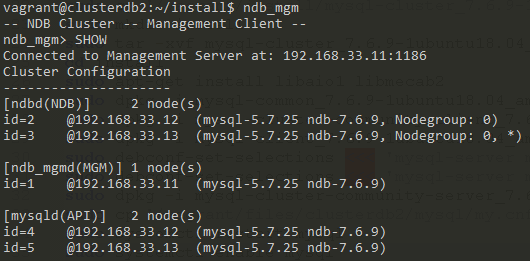 vagrant@clusterdb2:~/install$ ndb_mgm
-- NDB Cluster -- Management Client --
ndb_mgm> SHOW
Connected to Management Server at: 192.168.33.11:1186
Cluster Configuration
---------------------
[ndbd(NDB)]     2 node(s)
id=2    @192.168.33.12  (mysql-5.7.25 ndb-7.6.9, Nodegroup: 0)
id=3    @192.168.33.13  (mysql-5.7.25 ndb-7.6.9, Nodegroup: 0, *)
[ndb_mgmd(MGM)] 1 node(s)
id=1    @192.168.33.11  (mysql-5.7.25 ndb-7.6.9)
[mysqld(API)]   2 node(s)
id=4    @192.168.33.12  (mysql-5.7.25 ndb-7.6.9)
id=5    @192.168.33.13  (mysql-5.7.25 ndb-7.6.9)